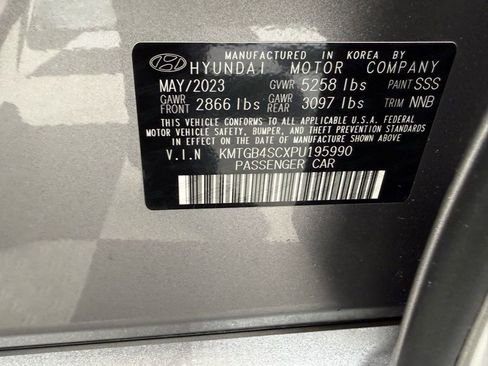 MANUFACTURED IN KOREA BY
HYUNDAI MOTOR COMPANY
MAY/2023 GVWR 5258 lbs PAINT SSS
GAWR FRONT 2866 lbs GAWR REAR 3097 lbs TRIM NNB
THIS VEHICLE CONFORMS TO ALL APPLICABLE U.S.A. FEDERAL
MOTOR VEHICLE SAFETY, BUMPER, AND THEFT PREVENTION STANDARDS
IN EFFECT ON THE DATE OF MANUFACTURE SHOWN ABOVE
V.I.N KMTGB4SCXPU195990
PASSENGER CAR